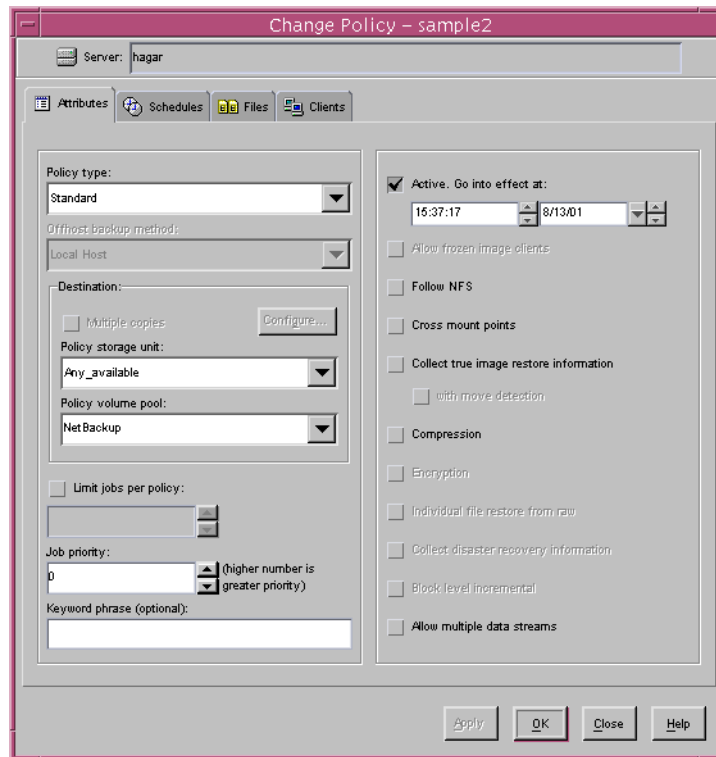 Change Policy – sample2
Server: hagar
Attributes
Schedules
Files
Clients
Policy type:
Standard
Offhost backup method:
Local Host
Destination:
Multiple copies
Configure...
Policy storage unit:
Any_available
Policy volume pool:
NetBackup
Limit jobs per policy:
Job priority:
0
(higher number is
greater priority)
Keyword phrase (optional):
Active. Go into effect at:
15:37:17
8/13/01
Allow frozen image clients
Follow NFS
Cross mount points
Collect true image restore information
with move detection
Compression
Encryption
Individual file restore from raw
Collect disaster recovery information
Block level incremental
Allow multiple data streams
Apply
OK
Close
Help